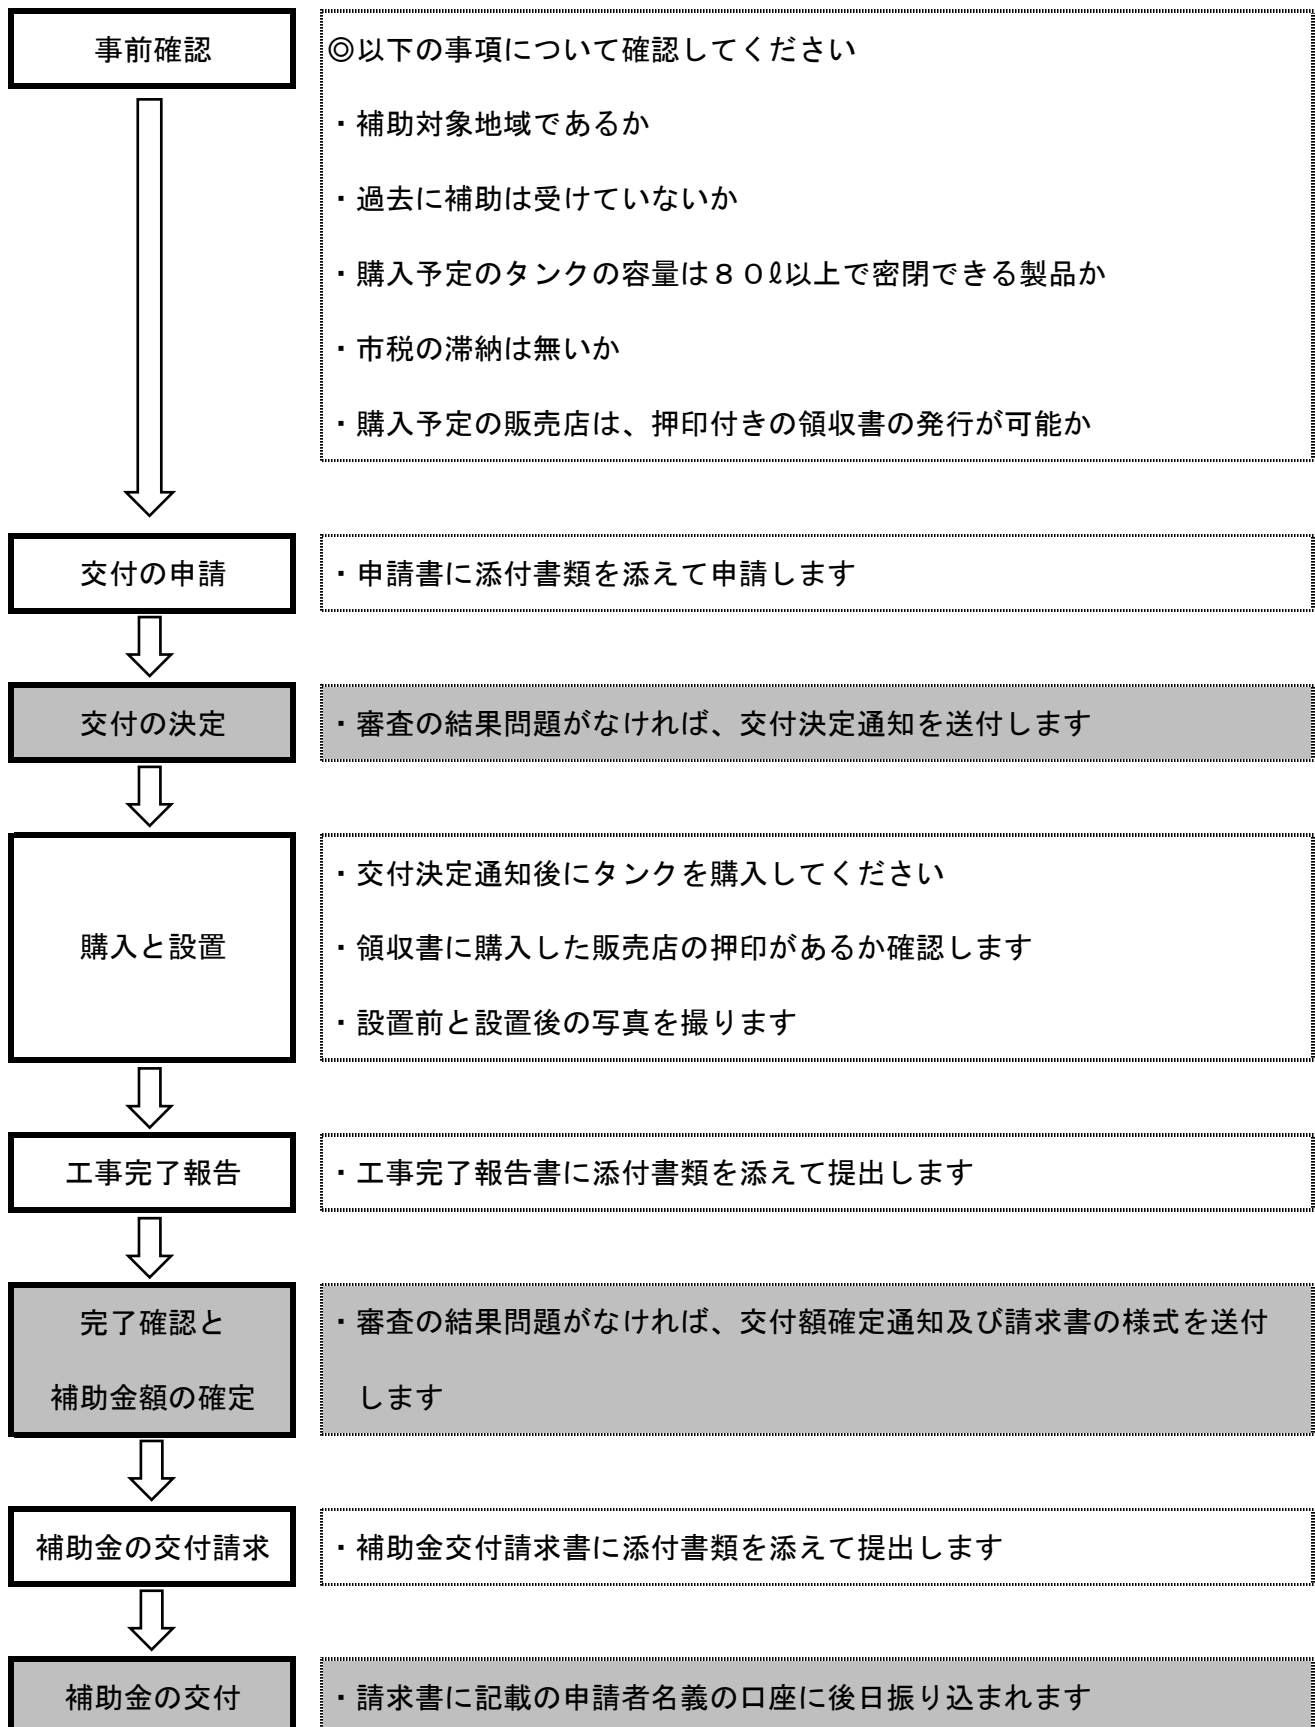 事前確認
◎以下の事項について確認してください
・補助対象地域であるか
・過去に補助は受けていないか
・購入予定のタンクの容量は８０ℓ以上で密閉できる製品か
・市税の滞納は無いか
・購入予定の販売店は、押印付きの領収書の発行が可能か
交付の申請
・申請書に添付書類を添えて申請します
交付の決定
・審査の結果問題がなければ、交付決定通知を送付します
購入と設置
・交付決定通知後にタンクを購入してください
・領収書に購入した販売店の押印があるか確認します
・設置前と設置後の写真を撮ります
工事完了報告
・工事完了報告書に添付書類を添えて提出します
完了確認と
補助金額の確定
・審査の結果問題がなければ、交付額確定通知及び請求書の様式を送付
します
補助金の交付請求
・補助金交付請求書に添付書類を添えて提出します
補助金の交付
・請求書に記載の申請者名義の口座に後日振り込まれます